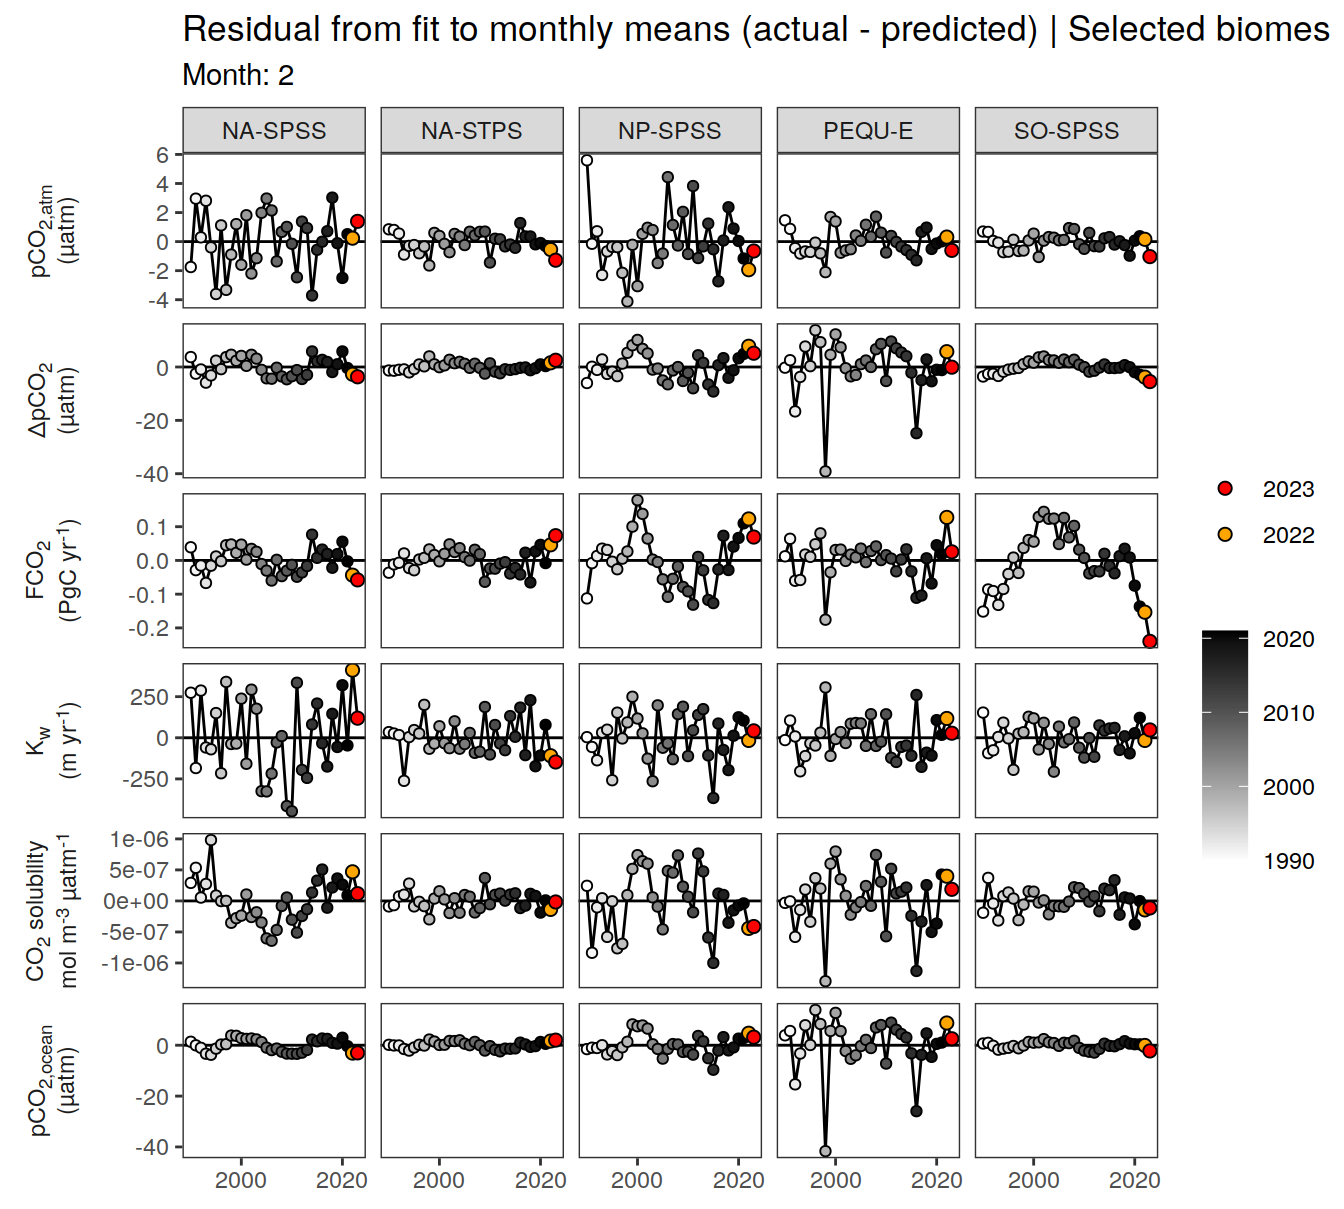 Residual from fit to monthly means (actual - predicted) | Selected biomes
Month: 2
NA-SPSS NA-STPS NP-SPSS PEQU-E SO-SPSS
pCO2,atm
(µatm)
6
4
2
0
-2
-4
ΔpCO2
(µatm)
0
-20
-40
FCO2
(PgC yr-1)
0.1
0.0
-0.1
-0.2
Kw
(m yr-1)
250
0
-250
CO2 solubility
mol m-3 µatm-1
1e-06
5e-07
0e+00
-5e-07
-1e-06
pCO2,ocean
(µatm)
0
-20
-40
2000 2020 2000 2020 2000 2020 2000 2020 2000 2020
2023
2022
2020
2010
2000
1990